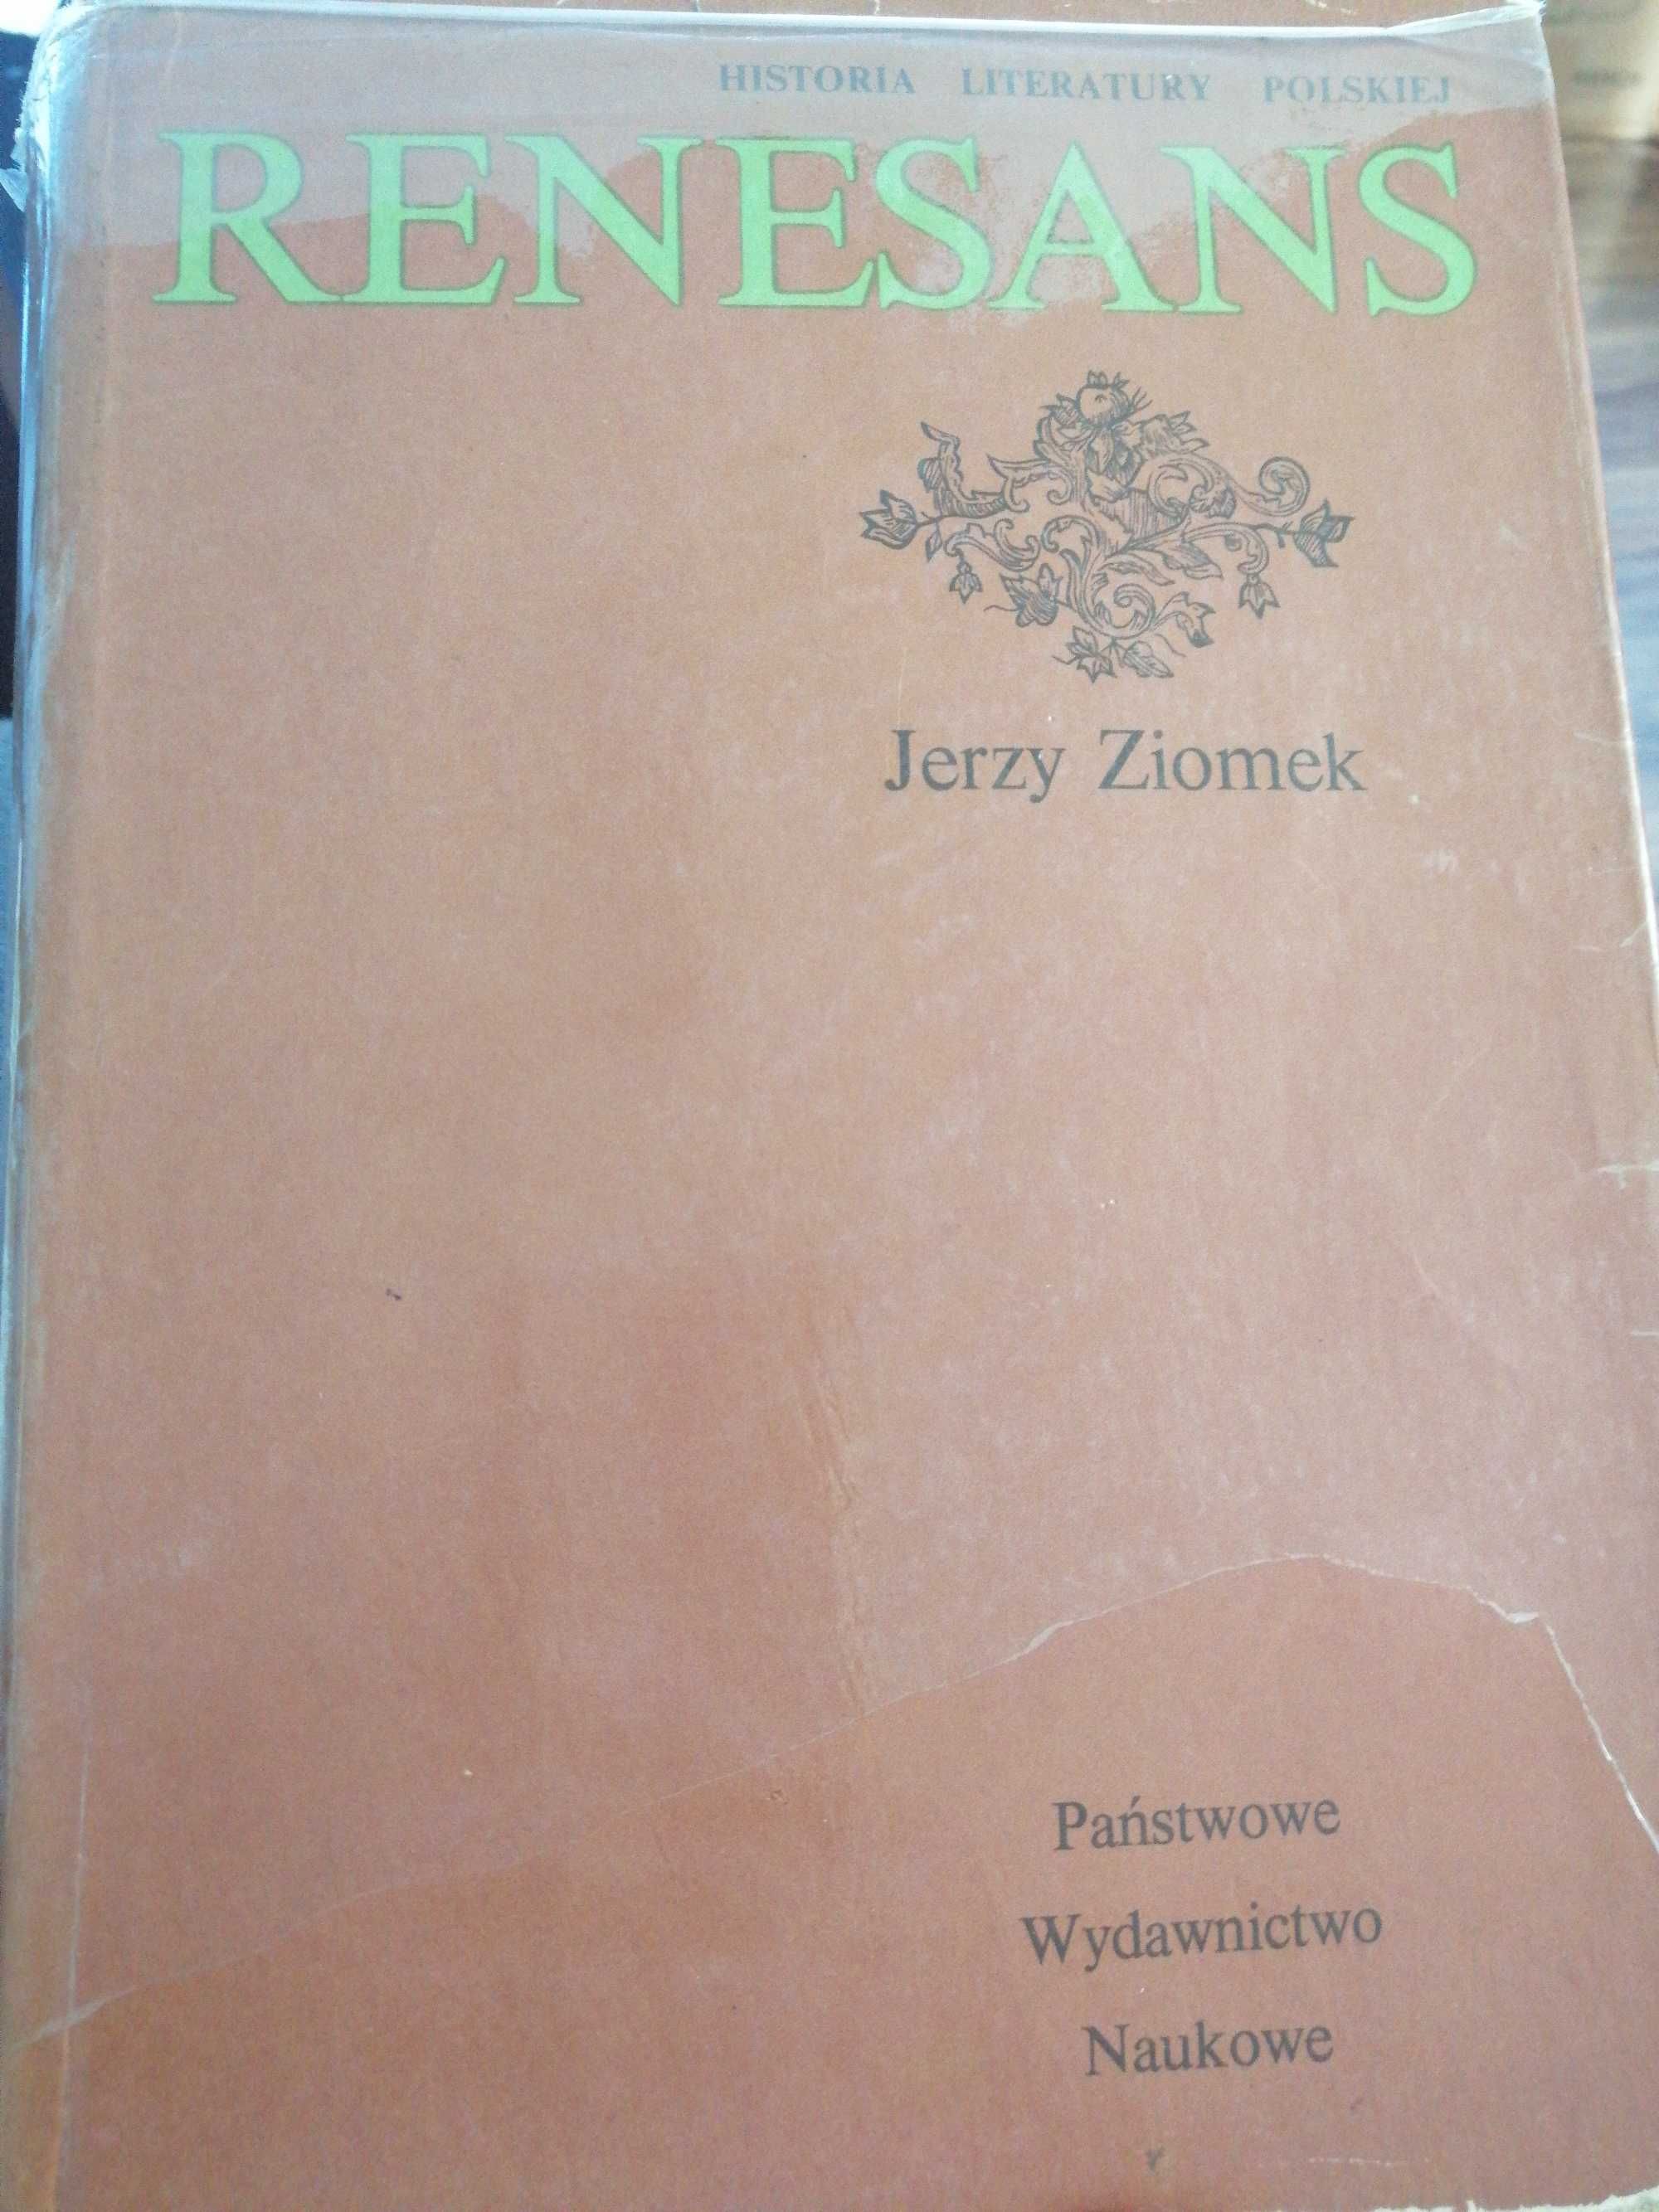 HISTORIA LITERATURY POLSKIEJ
RENESANS
Jerzy Ziomek
Państwowe
Wydawnictwo
Naukowe